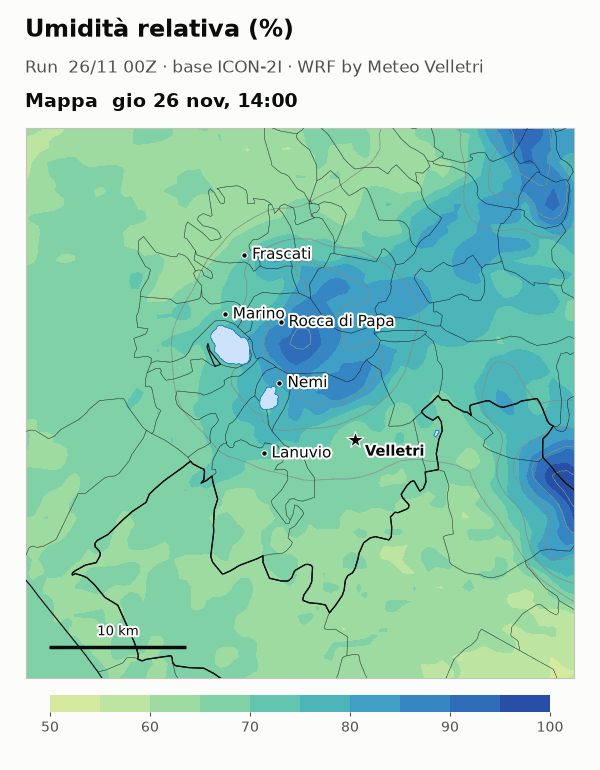 Umidità relativa (%)
Run  26/11 00Z · base ICON-2I · WRF by Meteo Velletri
Mappa  gio 26 nov, 14:00
Frascati
Marino
Rocca di Papa
Nemi
Velletri
Lanuvio
10 km
50 60 70 80 90 100